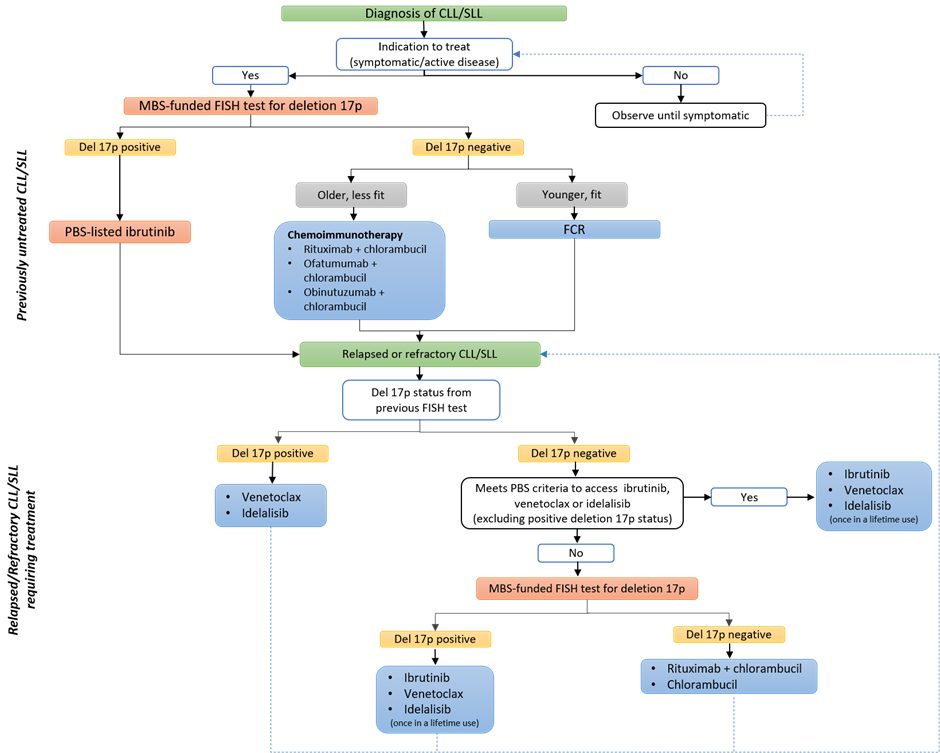 Diagnosis of CLL/SLL
Indication to treat
(symptomatic/active disease)
Yes
No
MBS-funded FISH test for deletion 17p
Observe until symptomatic
Previously untreated CLL/SLL
Del 17p positive
Del 17p negative
Older, less fit
Younger, fit
PBS-listed ibrutinib
Chemoimmunotherapy
• Rituximab + chlorambucil
• Ofatumumab +
chlorambucil
• Obinutuzumab +
chlorambucil
FCR
Relapsed or refractory CLL/SLL
Del 17p status from
previous FISH test
Relapsed/Refractory CLL/SLL
requiring treatment
Del 17p positive
Del 17p negative
• Venetoclax
• Idelalisib
Meets PBS criteria to access ibrutinib,
venetoclax or idelalisib
(excluding positive deletion 17p status)
Yes
• Ibrutinib
• Venetoclax
• Idelalisib
(once in a lifetime use)
No
MBS-funded FISH test for deletion 17p
Del 17p positive
Del 17p negative
• Ibrutinib
• Venetoclax
• Idelalisib
(once in a lifetime use)
• Rituximab + chlorambucil
• Chlorambucil